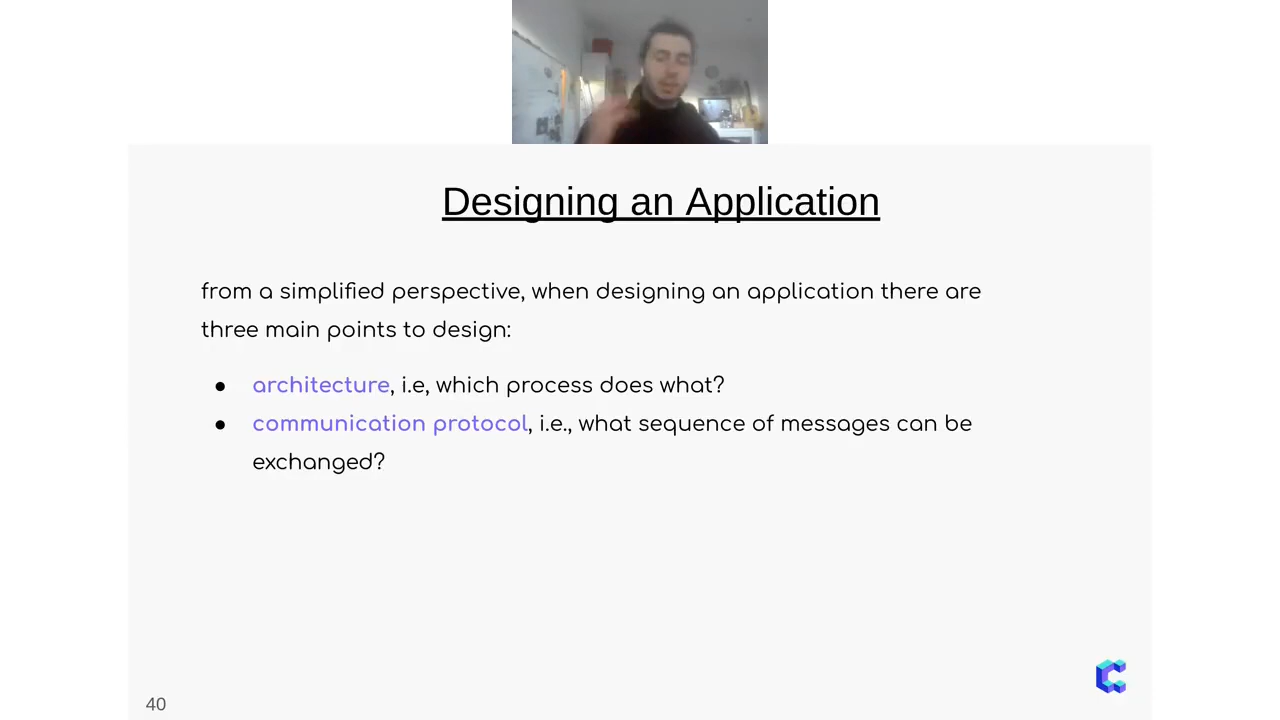 Designing an Application
from a simplified perspective, when designing an application there are
three main points to design:
● architecture, i.e, which process does what?
● communication protocol, i.e., what sequence of messages can be
exchanged?
40